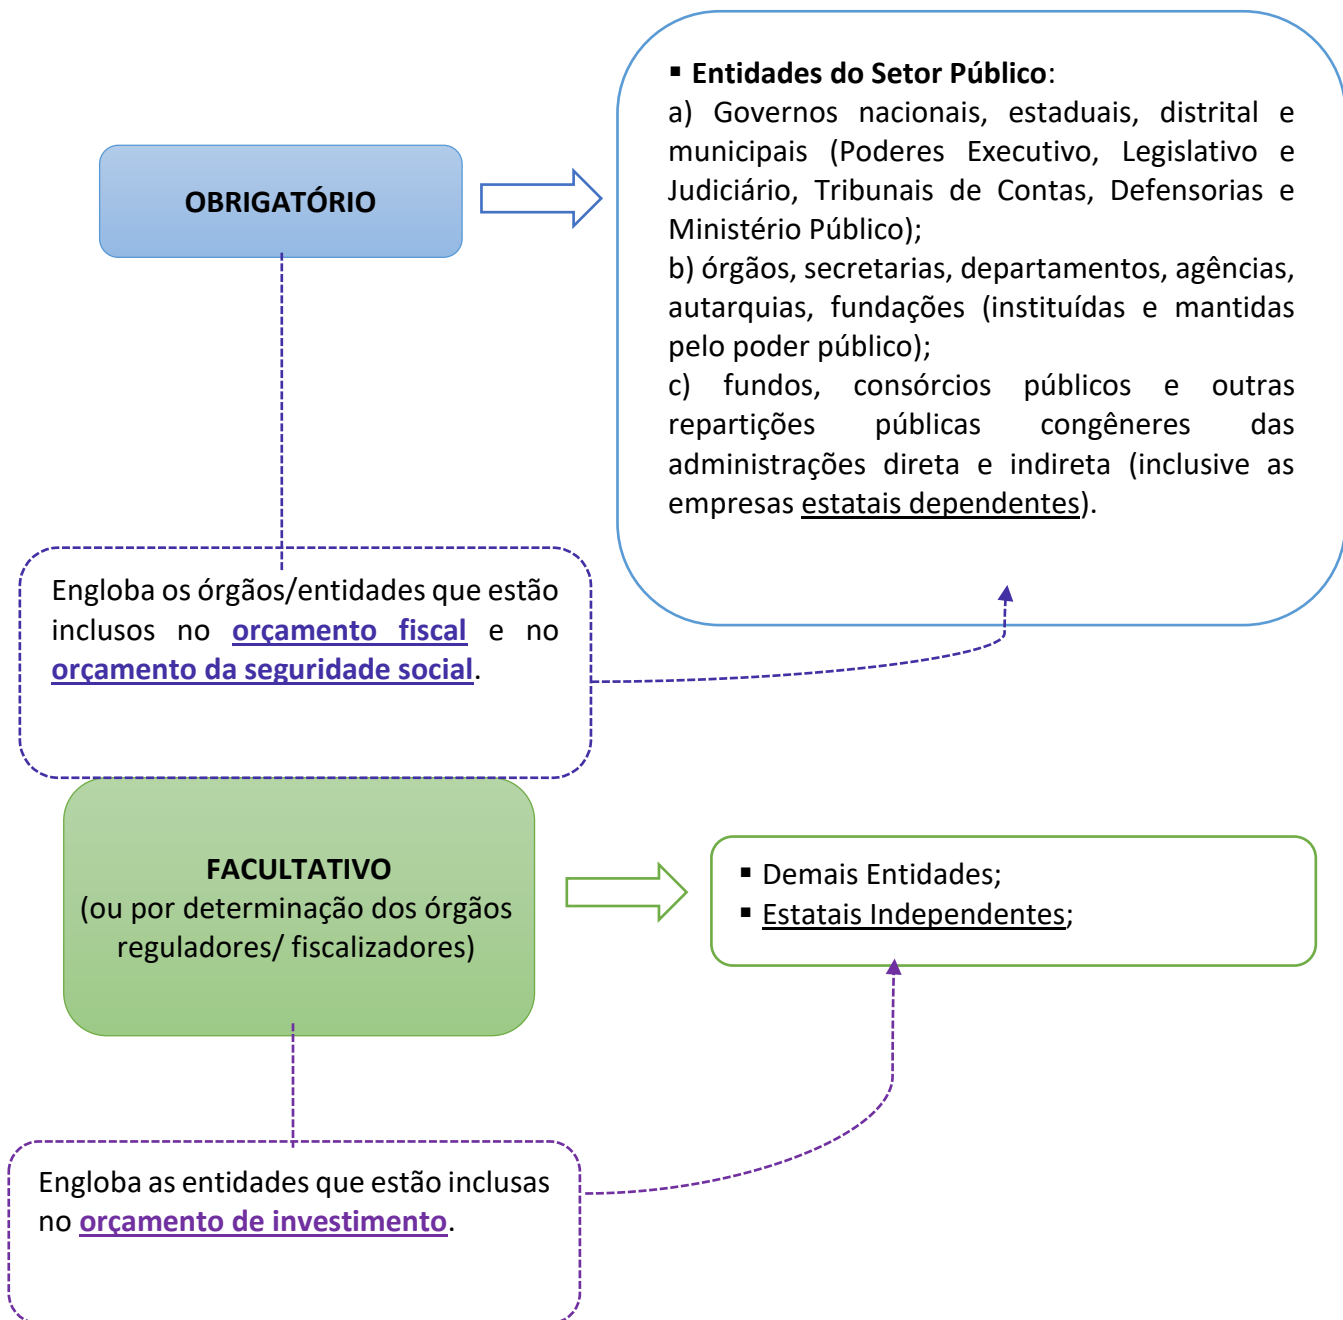 OBRIGATÓRIO
▪ Entidades do Setor Público:
a) Governos nacionais, estaduais, distrital e
municipais (Poderes Executivo, Legislativo e
Judiciário, Tribunais de Contas, Defensorias e
Ministério Público);
b) órgãos, secretarias, departamentos, agências,
autarquias, fundações (instituídas e mantidas
pelo poder público);
c) fundos, consórcios públicos e outras
repartições públicas congêneres das
administrações direta e indireta (inclusive as
empresas estatais dependentes).
Engloba os órgãos/entidades que estão
inclusos no orçamento fiscal e no
orçamento da seguridade social.
FACULTATIVO
(ou por determinação dos órgãos
reguladores/ fiscalizadores)
▪ Demais Entidades;
▪ Estatais Independentes;
Engloba as entidades que estão inclusas
no orçamento de investimento.